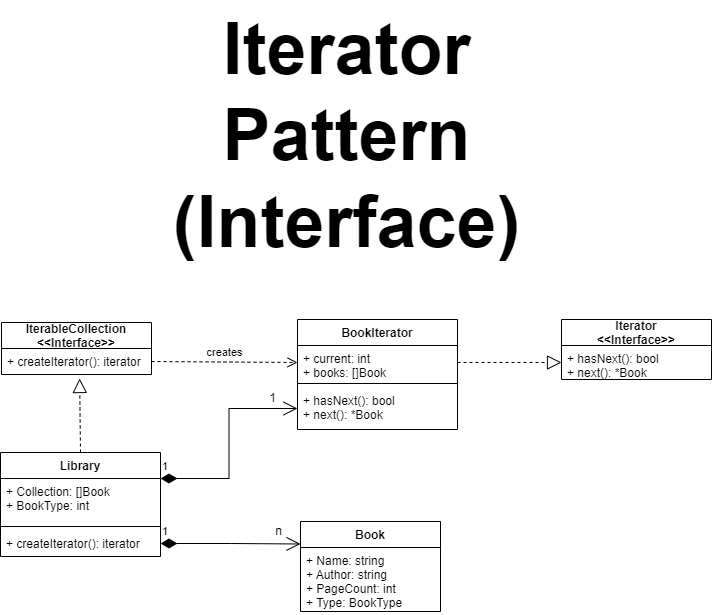 Iterator
Pattern
(Interface)
IterableCollection
<<Interface>>
+ createIterator(): iterator
creates
BookIterator
+ current: int
+ books: []Book
+ hasNext(): bool
+ next(): *Book
Iterator
<<Interface>>
+ hasNext(): bool
+ next(): *Book
1
Library
+ Collection: []Book
+ BookType: int
+ createIterator(): iterator
1
1
n
Book
+ Name: string
+ Author: string
+ PageCount: int
+ Type: BookType